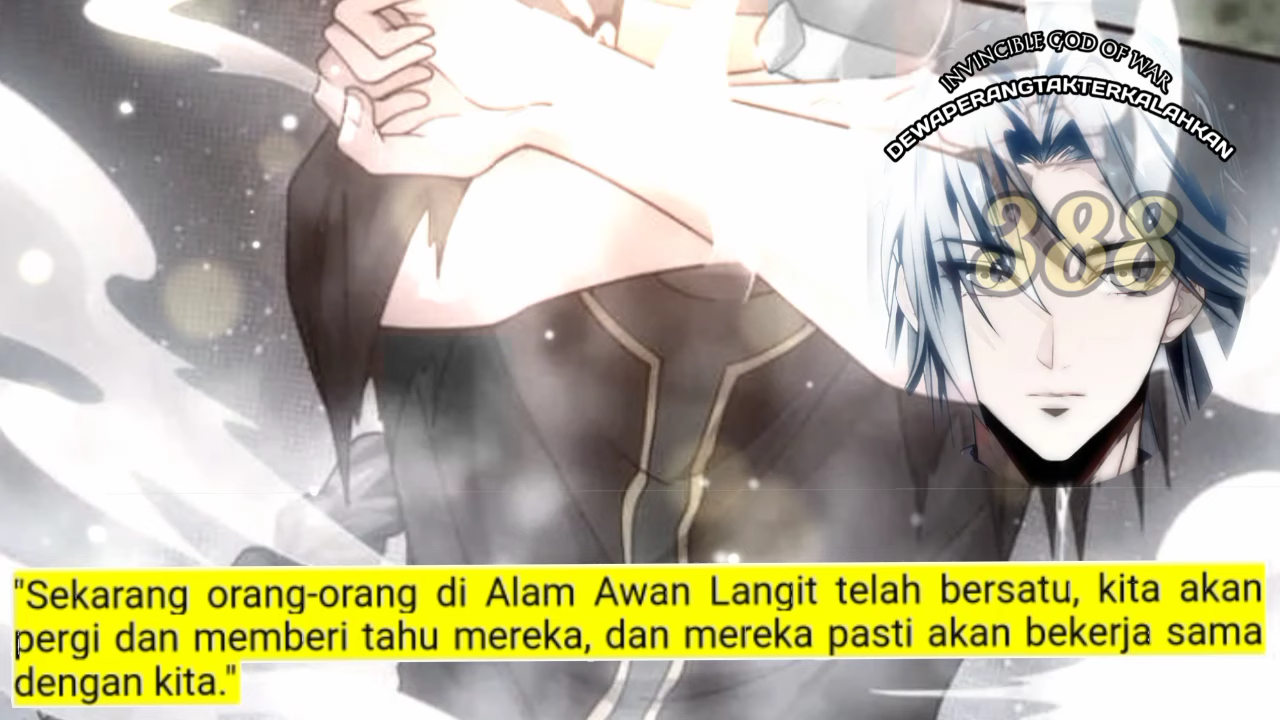 INVINCIBLE GOD OF WAR
DEWAPERANGTAKTERKALAHKAN
388
"Sekarang orang-orang di Alam Awan Langit telah bersatu, kita akan
pergi dan memberi tahu mereka, dan mereka pasti akan bekerja sama
dengan kita."